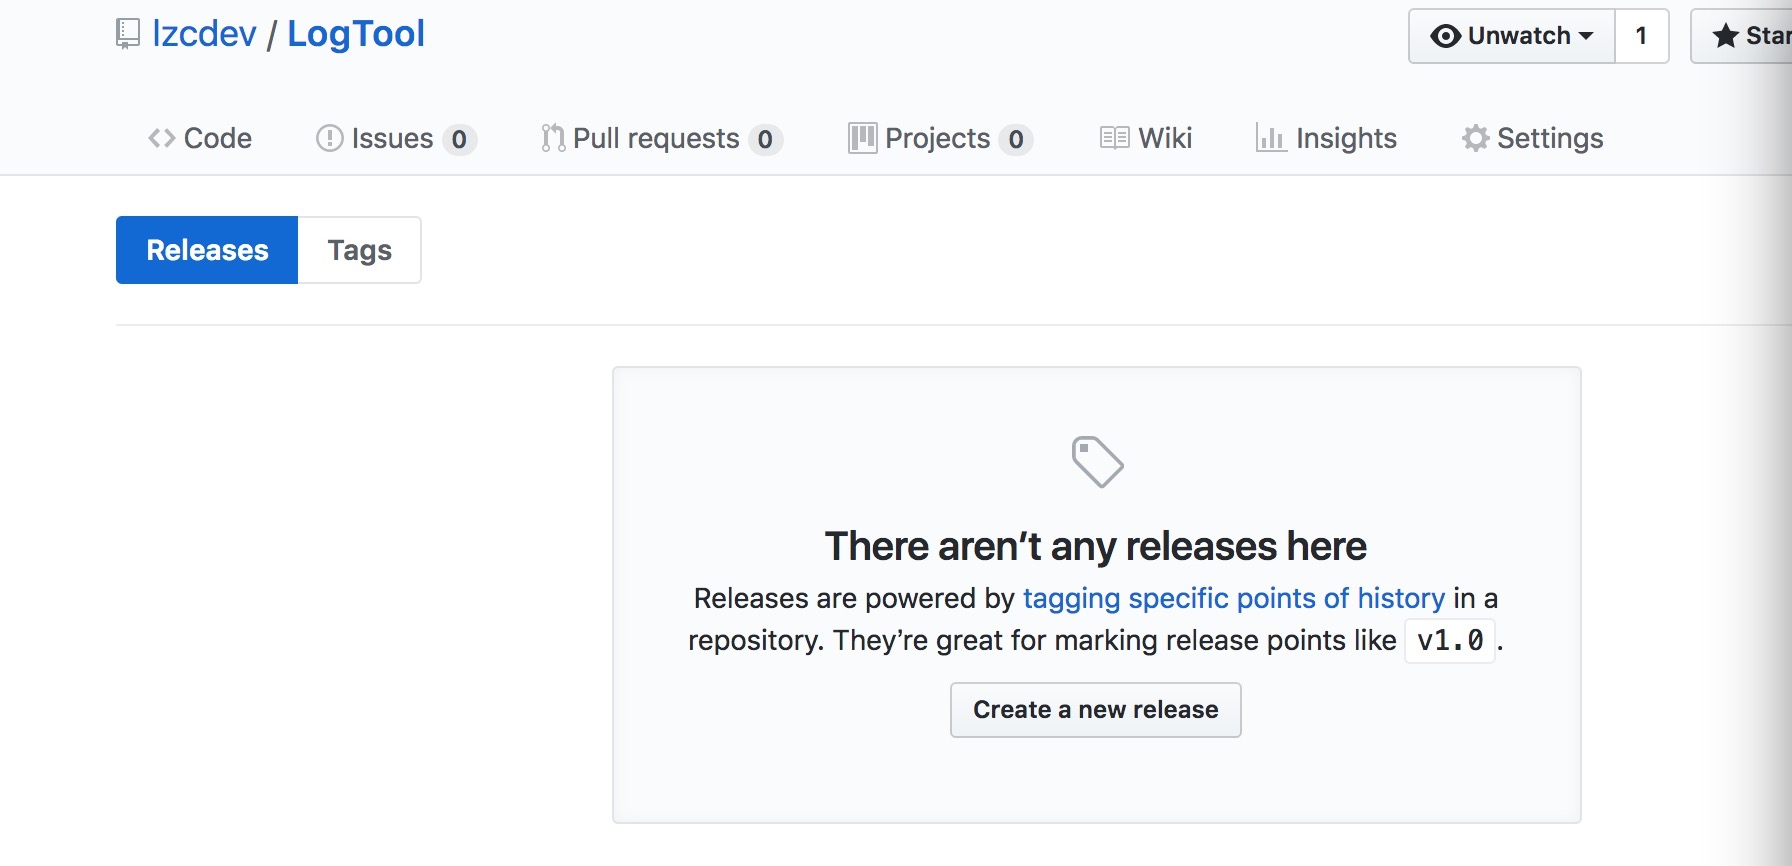 lzcdev / LogTool
Unwatch 1
Code Issues 0 Pull requests 0 Projects 0 Wiki Insights Settings
Releases Tags
There aren’t any releases here
Releases are powered by tagging specific points of history in a
repository. They’re great for marking release points like v1.0 .
Create a new release